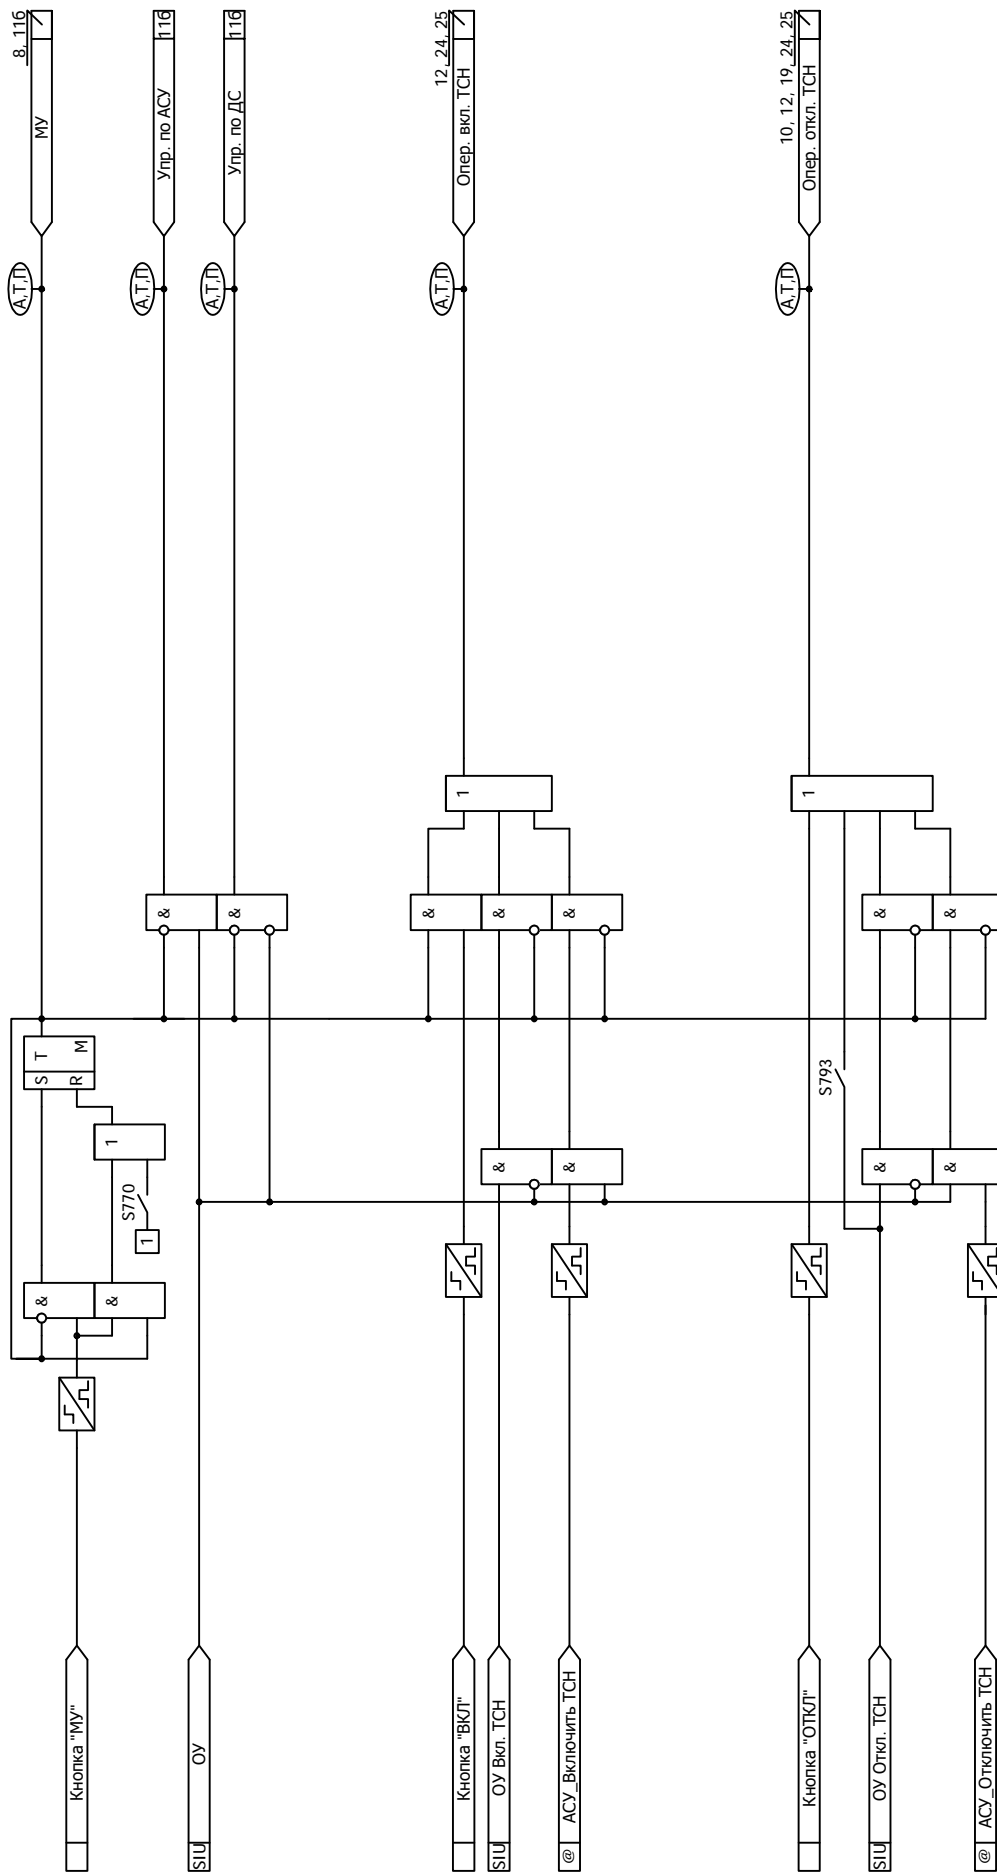 8, 116
МУ
116
Упр. по АСУ
116
Упр. по ДС
12, 24, 25
Опер. вкл. ТСН
10, 12, 19, 24, 25
Опер. откл. ТСН
А,Т,П
А,Т,П
А,Т,П
А,Т,П
А,Т,П
1
1
&
&
&
&
&
&
&
S T
R M
1
S770
1
&
&
&
&
S793
&
&
Кнопка "МУ"
SIU ОУ
Кнопка "ВКЛ"
SIU ОУ Вкл. ТСН
@ АСУ_Включить ТСН
Кнопка "ОТКЛ"
SIU ОУ Откл. ТСН
@ АСУ_Отключить ТСН